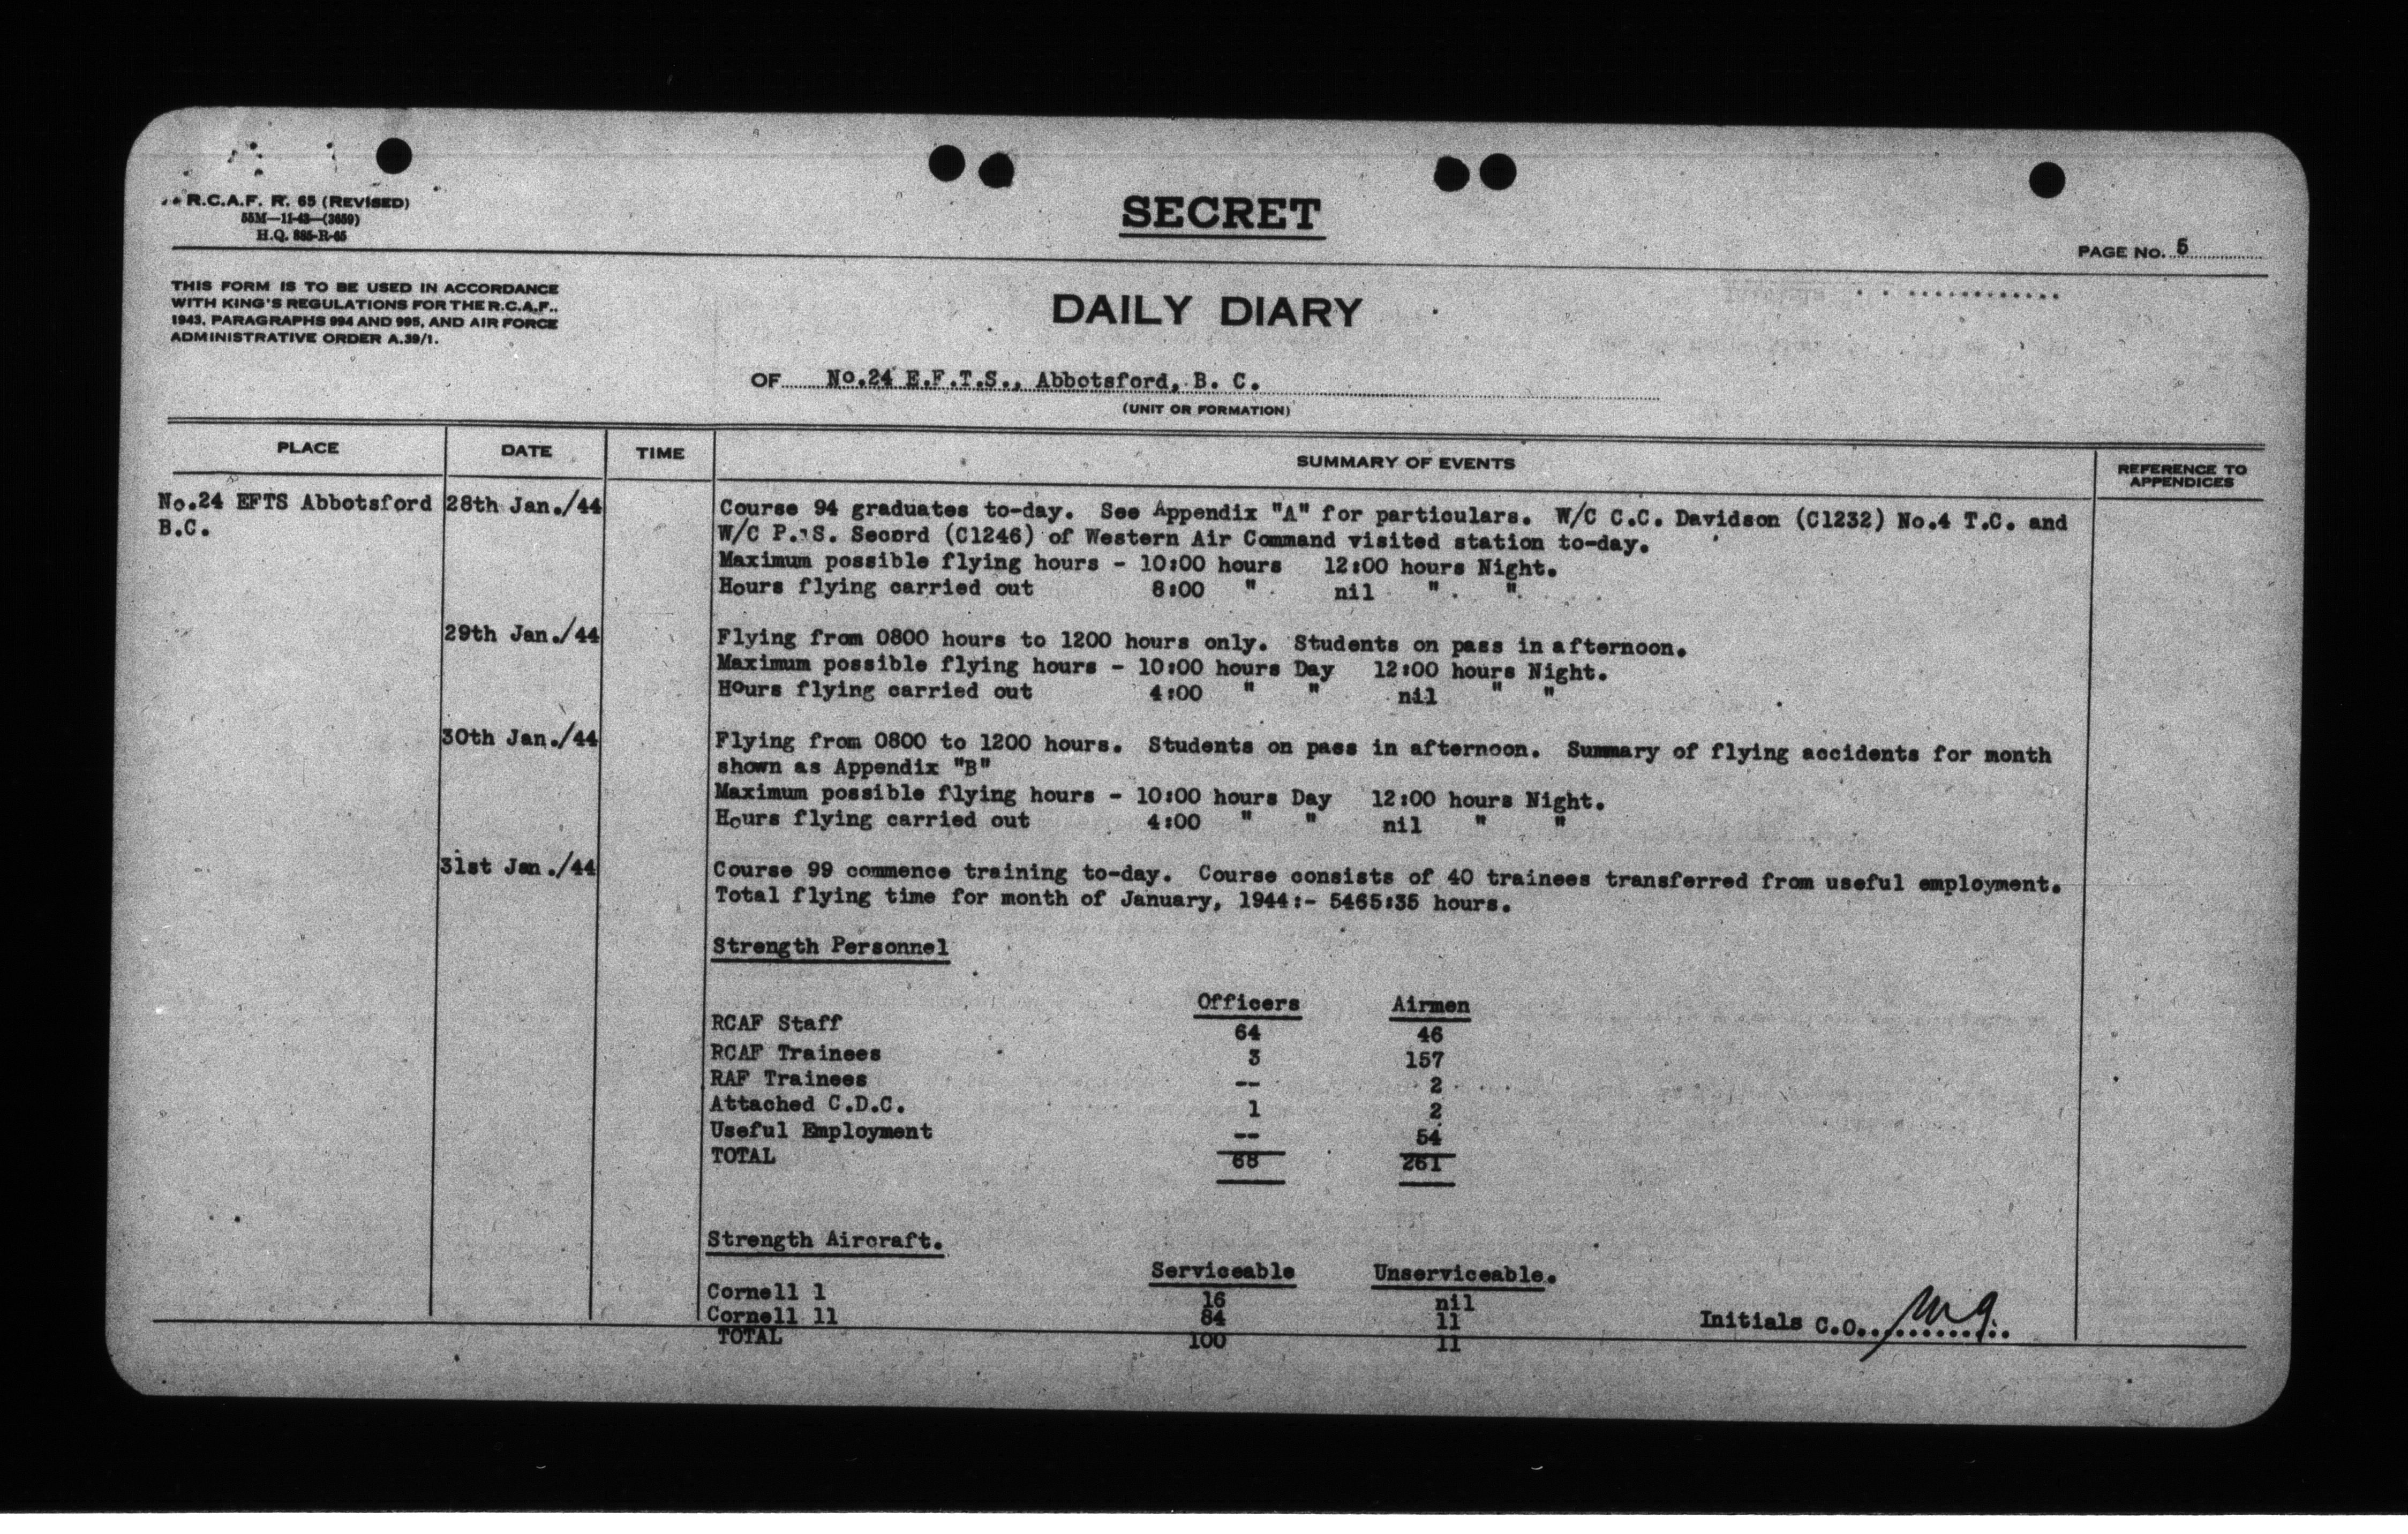 R.C.A.F. R. 65 (REVISED)
55M—11-43—(3659)
H.Q. 885-R-65
SECRET
PAGE NO. 5
THIS FORM IS TO BE USED IN ACCORDANCE
WITH KING'S REGULATIONS FOR THE R.C.A.F.,
1943, PARAGRAPHS 994 AND 995, AND AIR FORCE
ADMINISTRATIVE ORDER A.39/1.
DAILY DIARY
OF No.24 E.F.T.S., Abbotsford, B. C.
(UNIT OR FORMATION)
PLACE DATE TIME SUMMARY OF EVENTS REFERENCE TO APPENDICES
No.24 EFTS Abbotsford 28th Jan./44 Course 94 graduates to-day. See Appendix "A" for particulars. W/C C.C. Davidson (C1232) No.4 T.C. and
B.C. W/C P. S. Secord (C1246) of Western Air Command visited station to-day.
Maximum possible flying hours - 10:00 hours 12:00 hours Night.
Hours flying carried out 8:00 " nil " "
29th Jan./44 Flying from 0800 hours to 1200 hours only. Students on pass in afternoon.
Maximum possible flying hours - 10:00 hours Day 12:00 hours Night.
Hours flying carried out 4:00 " " nil " "
30th Jan./44 Flying from 0800 to 1200 hours. Students on pass in afternoon. Summary of flying accidents for month
shown as Appendix "B"
Maximum possible flying hours - 10:00 hours Day 12:00 hours Night.
Hours flying carried out 4:00 " " nil " "
31st Jan./44 Course 99 commence training to-day. Course consists of 40 trainees transferred from useful employment.
Total flying time for month of January, 1944:- 5465:35 hours.
Strength Personnel
Officers Airmen
RCAF Staff 64 46
RCAF Trainees 3 157
RAF Trainees -- 2
Attached C.D.C. 1 2
Useful Employment -- 54
TOTAL 68 261
Strength Aircraft.
Serviceable Unserviceable.
Cornell 1 16 nil
Cornell 11 84 11
TOTAL 100 11
Initials C.O.............